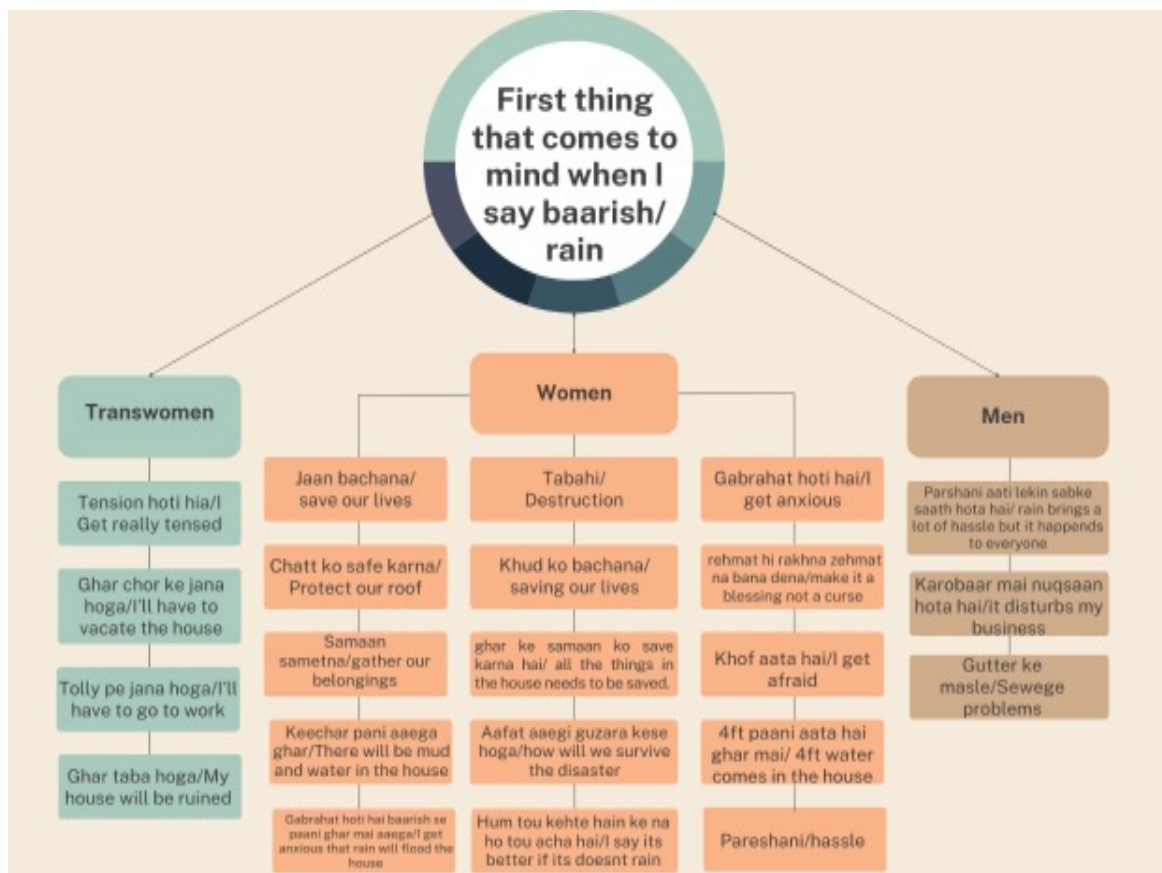 First thing
that comes to
mind when I
say baarish/
rain
Transwomen
Tension hoti hia/I
Get really tensed
Ghar chor ke jana
hoga/I'll have to
vacate the house
Tolly pe jana hoga/I'll
have to go to work
Ghar taba hoga/My
house will be ruined
Women
Jaan bachana/
save our lives
Chatt ko safe karna/
Protect our roof
Samaan
sametna/gather our
belongings
Keechar pani aaega
ghar/There will be mud
and water in the house
Gabrahat hoti hai baarish se
paani ghar mai aaega/I get
anxious that rain will flood the
house
Tabahi/
Destruction
Khud ko bachana/
saving our lives
ghar ke samaan ko save
karna hai/ all the things in
the house needs to be saved.
Aafat aaegi guzara kese
hoga/how will we survive
the disaster
Hum tou kehte hain ke na
ho tou acha hai/I say its
better if its doesnt rain
Gabrahat hoti hai/I
get anxious
rehmat hi rakhna zehmat
na bana dena/make it a
blessing not a curse
Khof aata hai/I get
afraid
4ft paani aata hai
ghar mai/ 4ft water
comes in the house
Pareshani/hassle
Men
Parshani aati lekin sabke
saath hota hai/ rain brings a
lot of hassle but it happends
to everyone
Karobaar mai nuqsaan
hota hai/it disturbs my
business
Gutter ke
masle/Sewege
problems